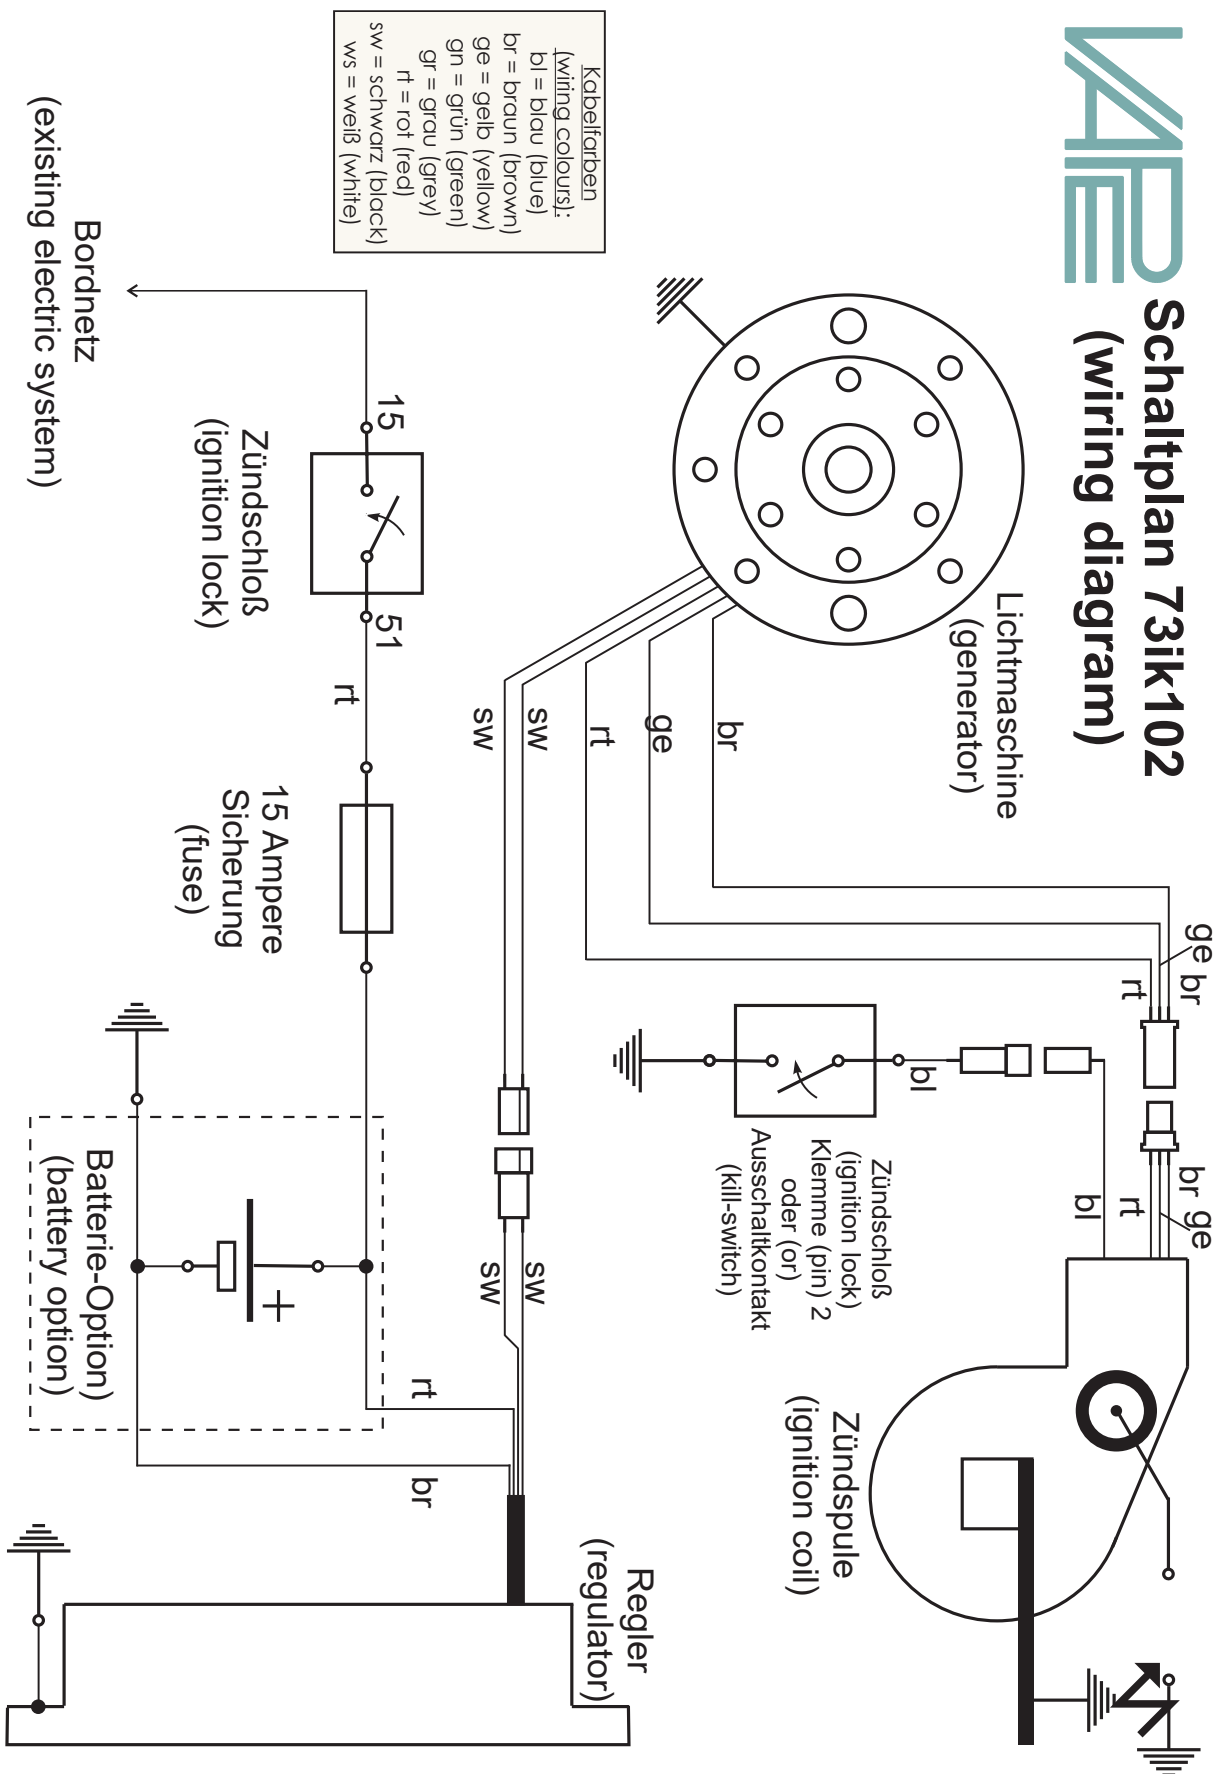 VAPE
Schaltplan 73ik102
(wiring diagram)
Lichtmaschine
(generator)
ge
br
rt
br
ge
rt
bl
br
ge
rt
sw
sw
bl
Zündschloß
(ignition lock)
Klemme (pin) 2
oder (or)
Ausschaltkontakt
(kill-switch)
Zündspule
(ignition coil)
Kabelfarben
(wiring colours):
bl = blau (blue)
br = braun (brown)
ge = gelb (yellow)
gn = grün (green)
gr = grau (grey)
rt = rot (red)
sw = schwarz (black)
ws = weiß (white)
sw
sw
Regler
(regulator)
15
51
rt
Zündschloß
(ignition lock)
15 Ampere
Sicherung
(fuse)
rt
br
+
Batterie-Option)
(battery option)
Bordnetz
(existing electric system)